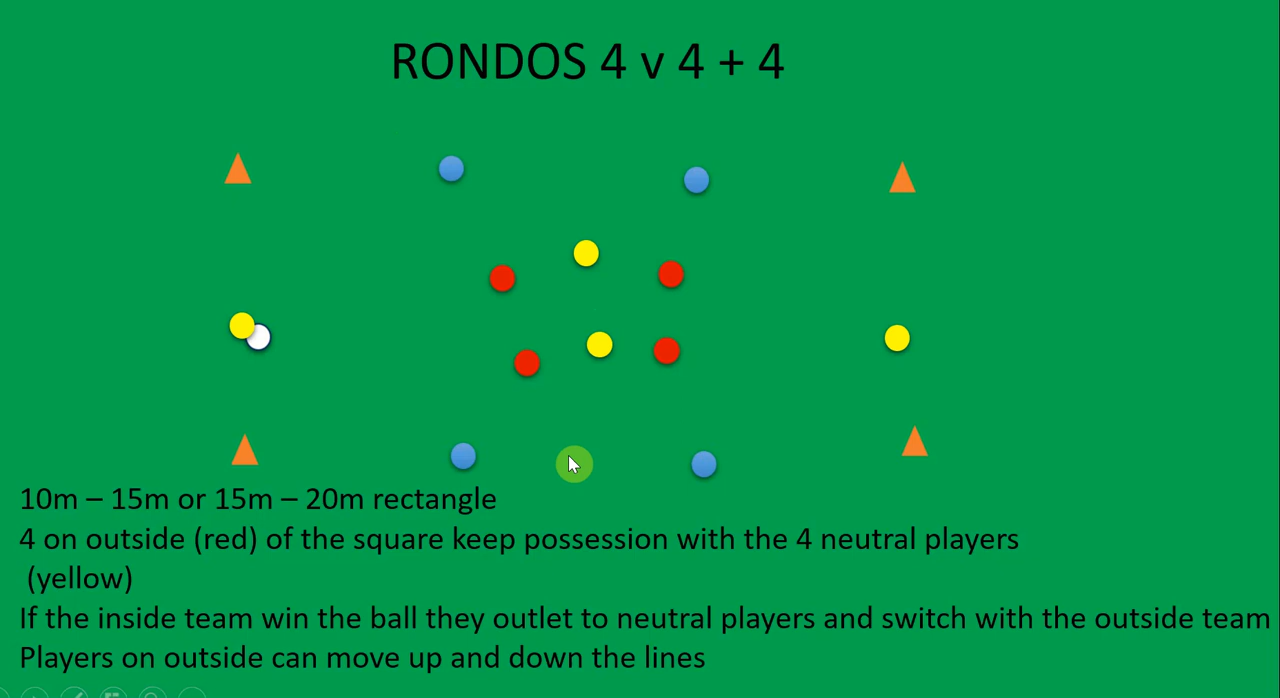 RONDOS 4 v 4 + 4
10m – 15m or 15m – 20m rectangle
4 on outside (red) of the square keep possession with the 4 neutral players
(yellow)
If the inside team win the ball they outlet to neutral players and switch with the outside team
Players on outside can move up and down the lines